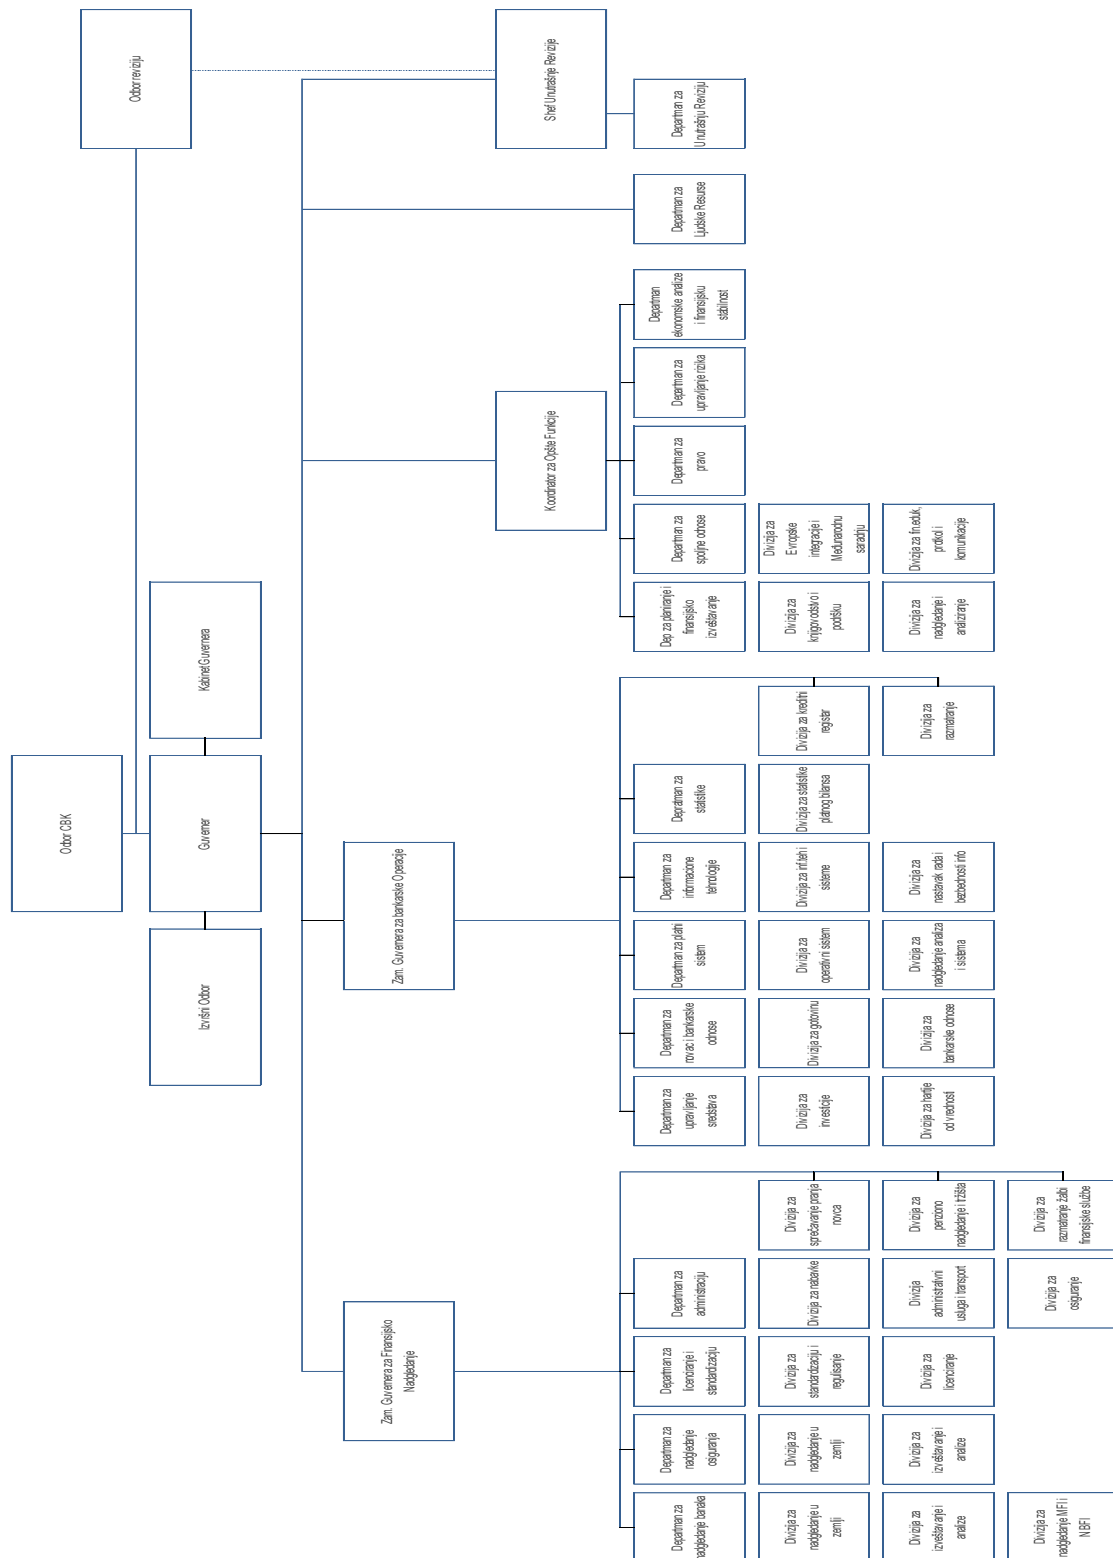 Odbor CBK
Izvršni Odbor
Guverner
Kabinet Guvernera
Odbor reviziju
Zam. Guvernera za Finansijsko
Nadgledanje
Zam. Guvernera za bankarske Operacije
Koordinator za Opšte Funkcije
Shef Unutrašnje Revizije
Departman za
nadgledanje banaka
Departman za
nadgledanje
osiguranja
Departman za
licenciranje i
standardizaciju
Departman za
administraciju
Departman za
upravljanje
sredstava
Departman za
novac i bankarske
odnose
Departman za platni
sistem
Departman za
informacione
tehnologije
Depratman za
statistike
Dep za planiranje i
finansijsko
izveštavanje
Departman za
spoljne odnose
Departman za
pravo
Departman za
upravljanje rizika
Departman
ekonomske analize
i finansijsku
stabilnost
Departman za
Ljudske Resurse
Departman za
Unutrašnju Reviziju
Divizija za
nadgledanje u
zemlji
Divizija za
nadgledanje u
zemlji
Divizija za
standardizaciju i
regulisanje
Divizija za nabavke
Divizija za
sprečavanje pranja
novca
Divizija za
investicije
Divizija za gotovinu
Divizija za
operativni sistem
Divizija za inf.teh i
sisteme
Divizija za statistike
platnog bilansa
Divizija za kreditni
registar
Divizija za
knjigovodstvo i
podršku
Divizija za
Evropske
integracije i
Međunarodnu
saradnju
Divizija za
izveštavanje i
analize
Divizija za
izveštavanje i
analize
Divizija za
licenciranje
Divizija
administrativni
usluga i transport
Divizija za
penziono
nadgledanje i tržišta
Divizija za hartije
od vrednosti
Divizija za
bankarske odnose
Divizija za
nadgledanje analiza
i sistema
Divizija za
nastavak rada i
bezbednosti info
Divizija za
razmatranje
Divizija za
nadgledanje i
analiziranje
Divizija za fin.eduk,
protkol i
komunikacije
Divizija za
nadgledanje MFI i
NBFI
Divizija za
osiguranje
Divizija za
razmatranje žalbi
finansijske službe